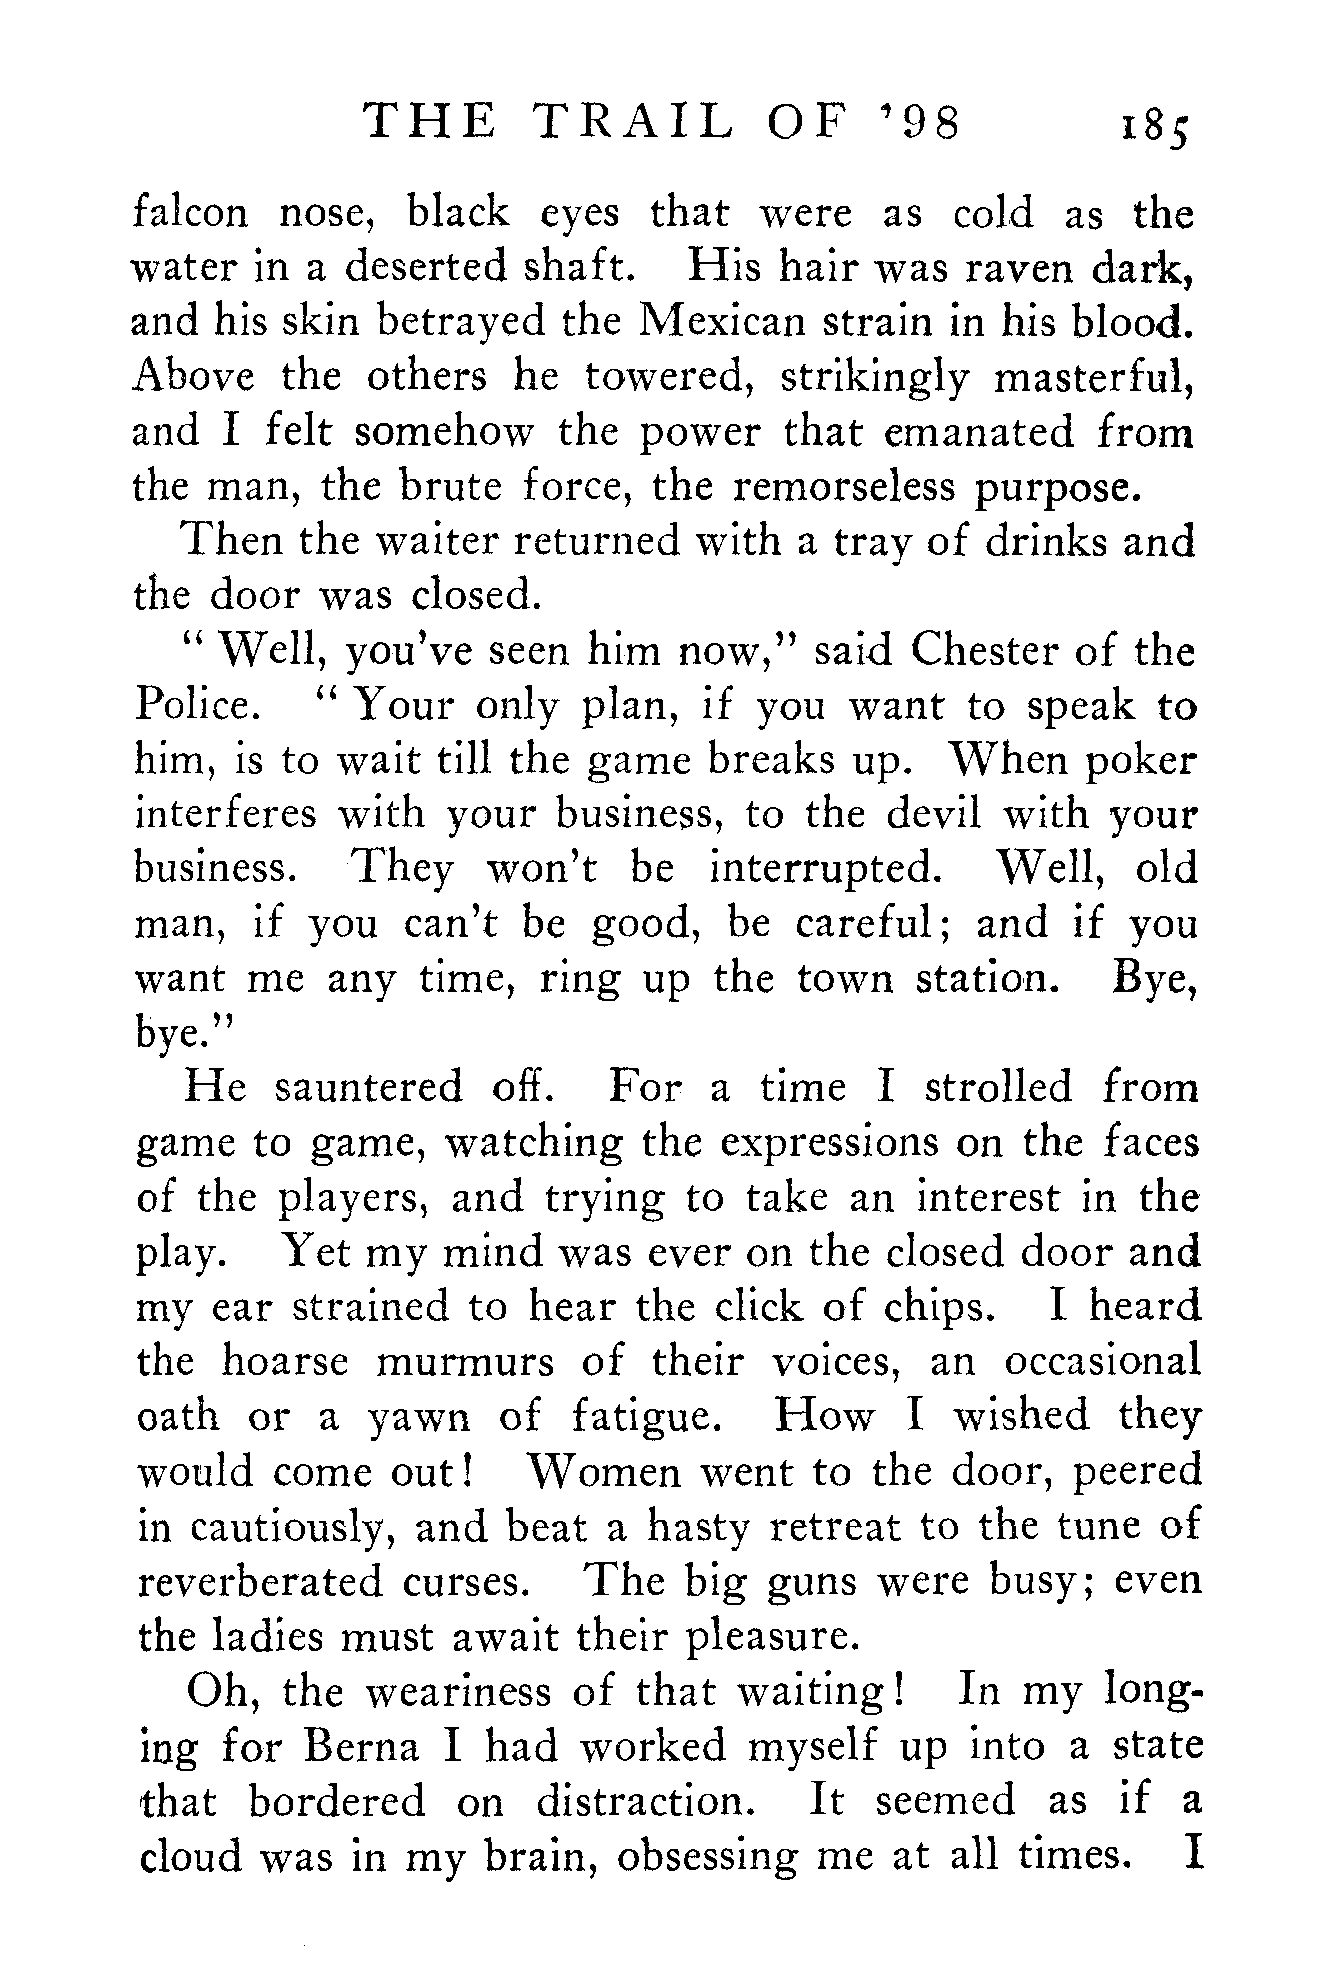 THE TRAIL OF '98 185
falcon nose, black eyes that were as cold as the
water in a deserted shaft. His hair was raven dark,
and his skin betrayed the Mexican strain in his blood.
Above the others he towered, strikingly masterful,
and I felt somehow the power that emanated from
the man, the brute force, the remorseless purpose.
Then the waiter returned with a tray of drinks and
the door was closed.
" Well, you've seen him now," said Chester of the
Police. " Your only plan, if you want to speak to
him, is to wait till the game breaks up. When poker
interferes with your business, to the devil with your
business. They won't be interrupted. Well, old
man, if you can't be good, be careful; and if you
want me any time, ring up the town station. Bye,
bye."
He sauntered off. For a time I strolled from
game to game, watching the expressions on the faces
of the players, and trying to take an interest in the
play. Yet my mind was ever on the closed door and
my ear strained to hear the click of chips. I heard
the hoarse murmurs of their voices, an occasional
oath or a yawn of fatigue. How I wished they
would come out! Women went to the door, peered
in cautiously, and beat a hasty retreat to the tune of
reverberated curses. The big guns were busy; even
the ladies must await their pleasure.
Oh, the weariness of that waiting! In my long-
ing for Berna I had worked myself up into a state
that bordered on distraction. It seemed as if a
cloud was in my brain, obsessing me at all times. I